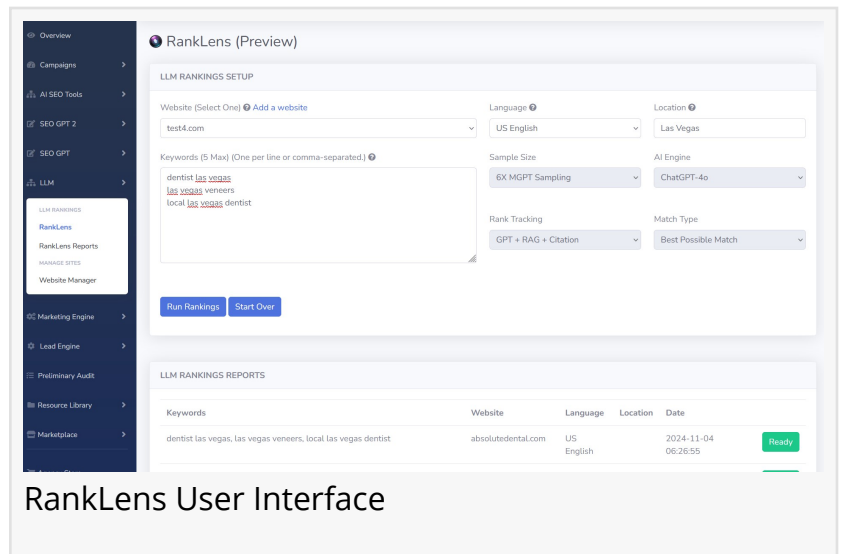 Overview
Campaigns
AI SEO Tools
SEO GPT 2
SEO GPT
LLM
LLM RANKINGS
RankLens
RankLens Reports
MANAGE SITES
Website Manager
Marketing Engine
Lead Engine
Preliminary Audit
Resource Library
Marketplace
RankLens (Preview)
LLM RANKINGS SETUP
Website (Select One) Add a website
test4.com
Language
US English
Location
Las Vegas
Keywords (5 Max) (One per line or comma-separated.)
dentist las vegas
las vegas veneers
local las vegas dentist
Sample Size
6X MGPT Sampling
AI Engine
ChatGPT-4o
Rank Tracking
GPT + RAG + Citation
Match Type
Best Possible Match
Run Rankings Start Over
LLM RANKINGS REPORTS
Keywords Website Language Location Date
dentist las vegas, las vegas veneers, local las vegas dentist absolutedental.com US 2024-11-04 Ready
English 06:26:55
RankLens User Interface